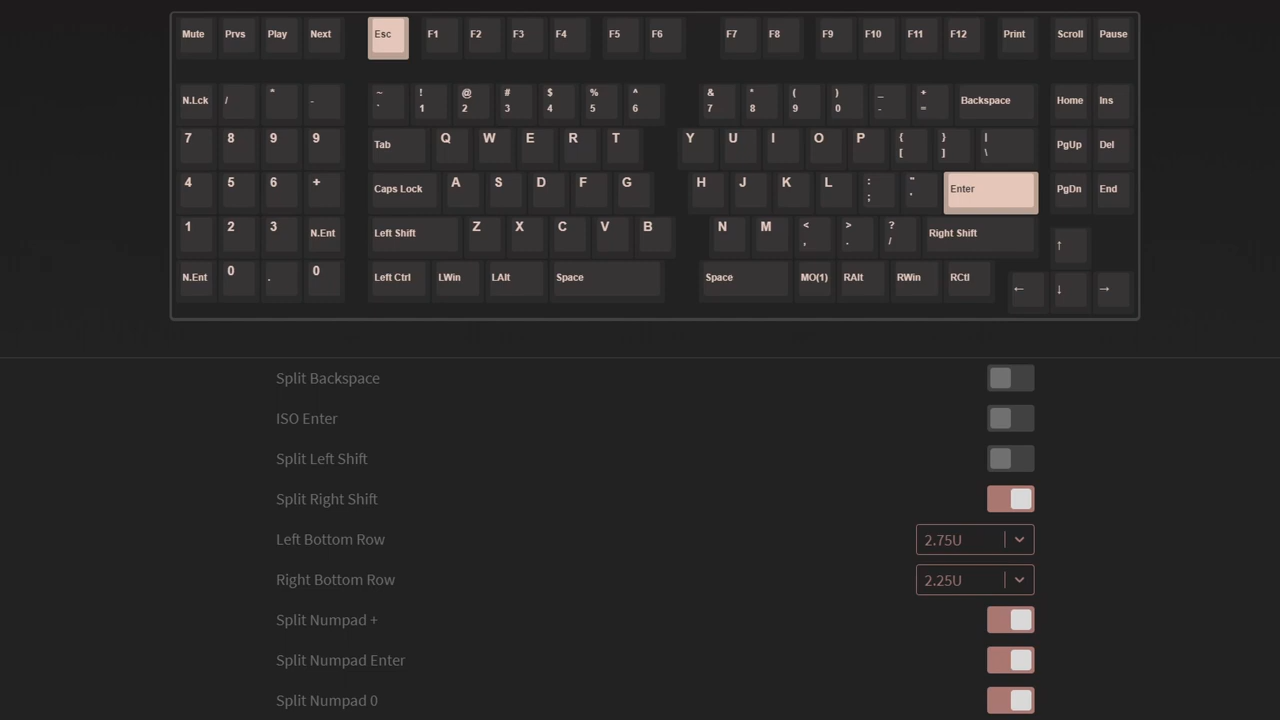 Mute Prvs Play Next Esc F1 F2 F3 F4 F5 F6 F7 F8 F9 F10 F11 F12 Print Scroll Pause
N.Lck / * - ~ ` ! 1 @ 2 # 3 $ 4 % 5 ^ 6 & 7 * 8 ( 9 ) 0 _ - + = Backspace Home Ins
7 8 9 9 Tab Q W E R T Y U I O P { [ } ] | \ PgUp Del
4 5 6 + Caps Lock A S D F G H J K L : ; " ' Enter PgDn End
1 2 3 N.Ent Left Shift Z X C V B N M < , > . ? / Right Shift ↑
N.Ent 0 . 0 Left Ctrl LWin LAlt Space Space MO(1) RAlt RWin RCtl ← ↓ →
Split Backspace
ISO Enter
Split Left Shift
Split Right Shift
Left Bottom Row 2.75U
Right Bottom Row 2.25U
Split Numpad +
Split Numpad Enter
Split Numpad 0